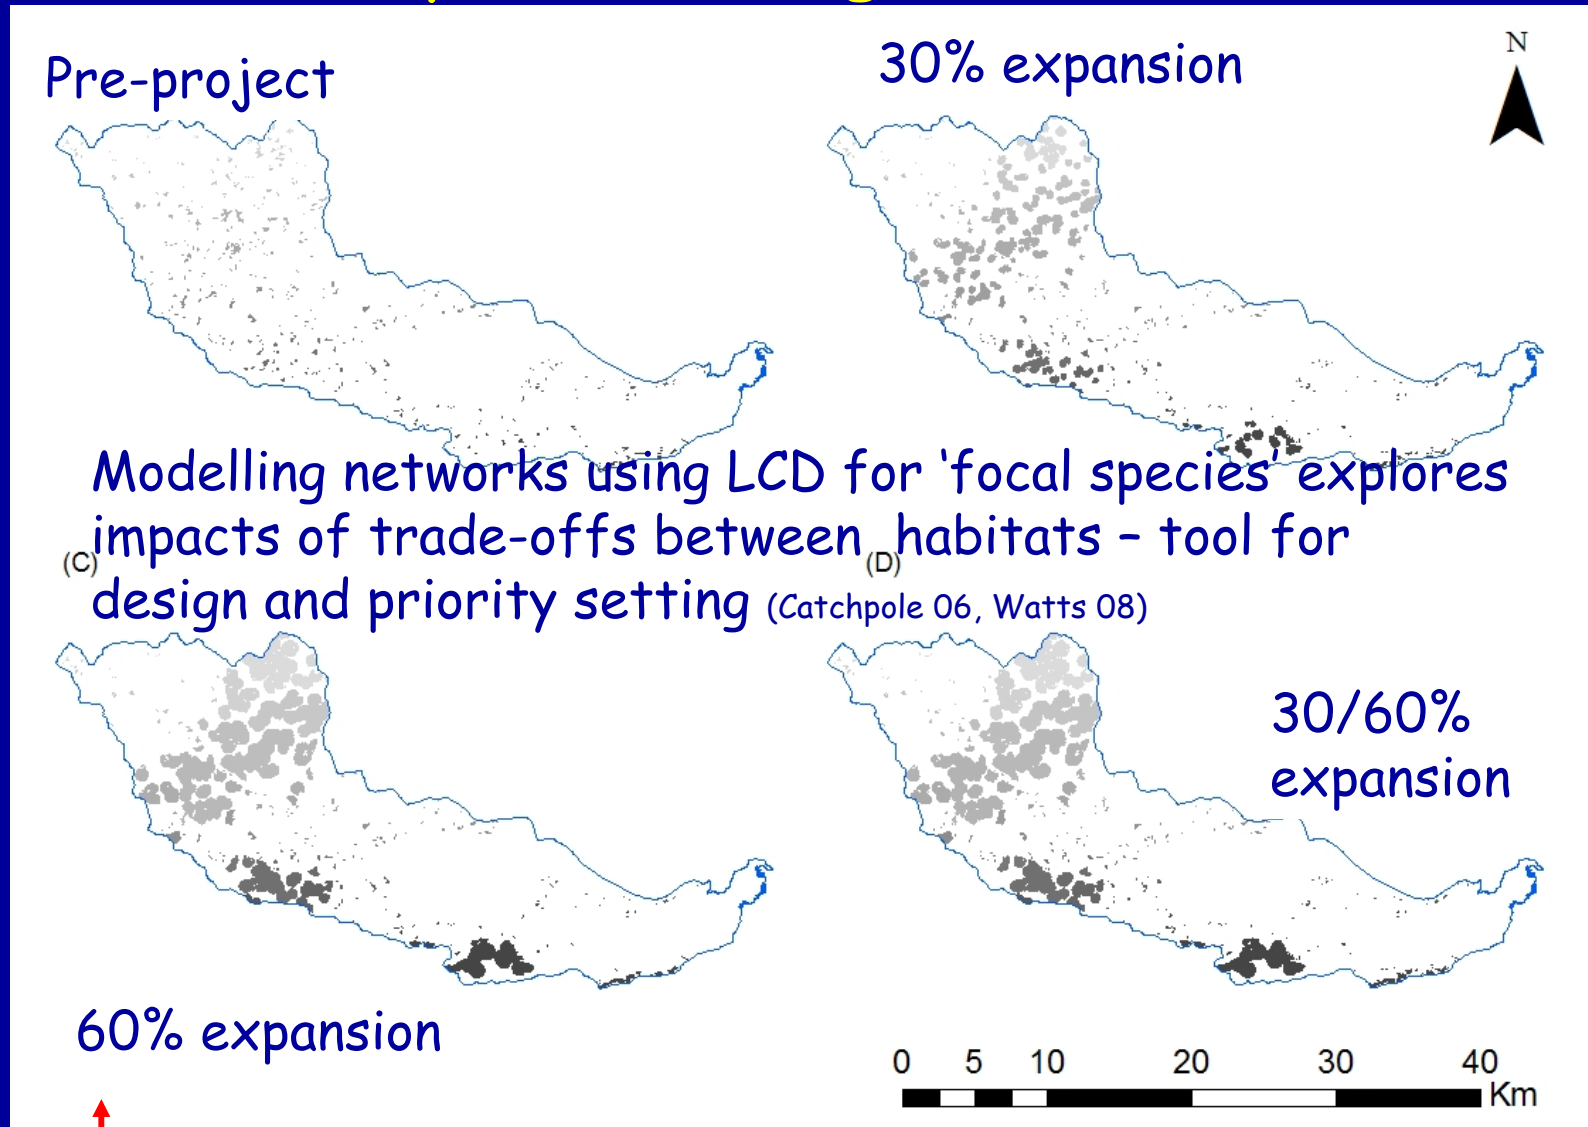 Pre-project
30% expansion
N
Modelling networks using LCD for ‘focal species’ explores
impacts of trade-offs between habitats – tool for
(C)
(D)
design and priority setting (Catchpole 06, Watts 08)
30/60%
expansion
60% expansion
0 5 10 20 30 40
Km